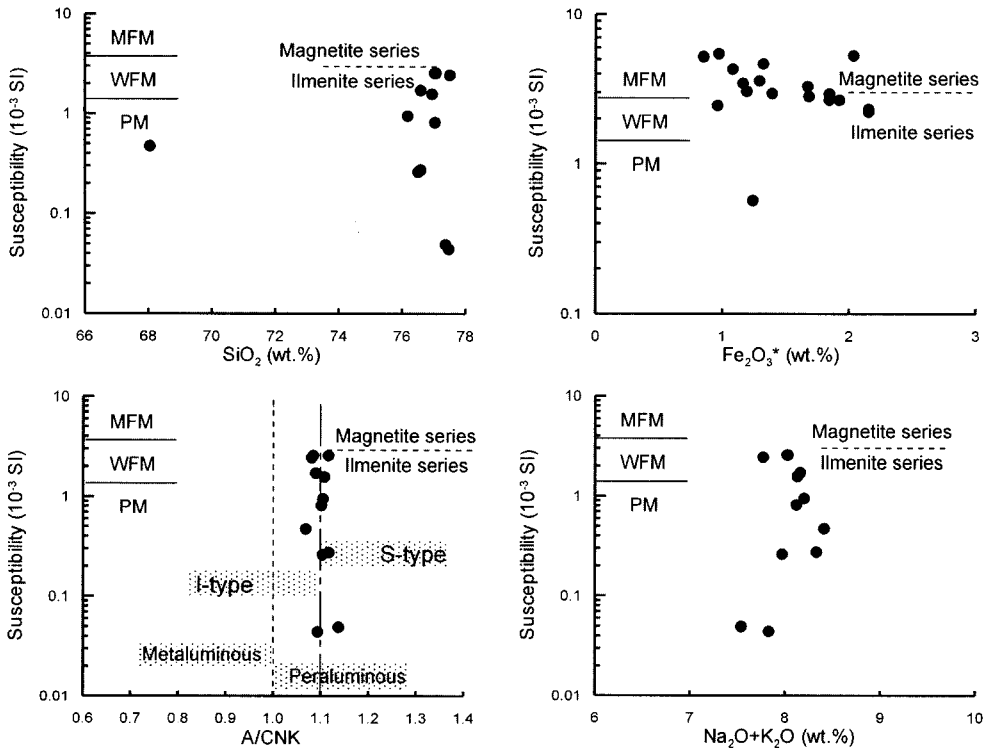 Susceptibility (10⁻³ SI)
10
1
0.1
0.01
MFM
WFM
PM
Magnetite series
Ilmenite series
66 68 70 72 74 76 78
SiO₂ (wt.%)
Susceptibility (10⁻³ SI)
10
1
0.1
MFM
WFM
PM
Magnetite series
Ilmenite series
0 1 2 3
Fe₂O₃* (wt.%)
Susceptibility (10⁻³ SI)
10
1
0.1
0.01
MFM
WFM
PM
Magnetite series
Ilmenite series
S-type
I-type
Metaluminous
Peraluminous
0.6 0.7 0.8 0.9 1.0 1.1 1.2 1.3 1.4
A/CNK
Susceptibility (10⁻³ SI)
10
1
0.1
0.01
MFM
WFM
PM
Magnetite series
Ilmenite series
6 7 8 9 10
Na₂O+K₂O (wt.%)